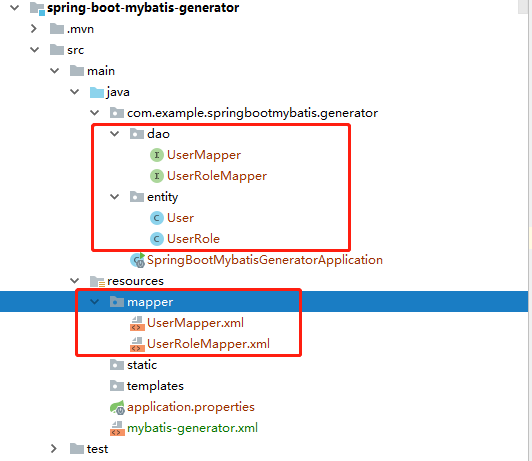 spring-boot-mybatis-generator
.mvn
src
main
java
com.example.springbootmybatis.generator
dao
UserMapper
UserRoleMapper
entity
User
UserRole
SpringBootMybatisGeneratorApplication
resources
mapper
UserMapper.xml
UserRoleMapper.xml
static
templates
application.properties
mybatis-generator.xml
test